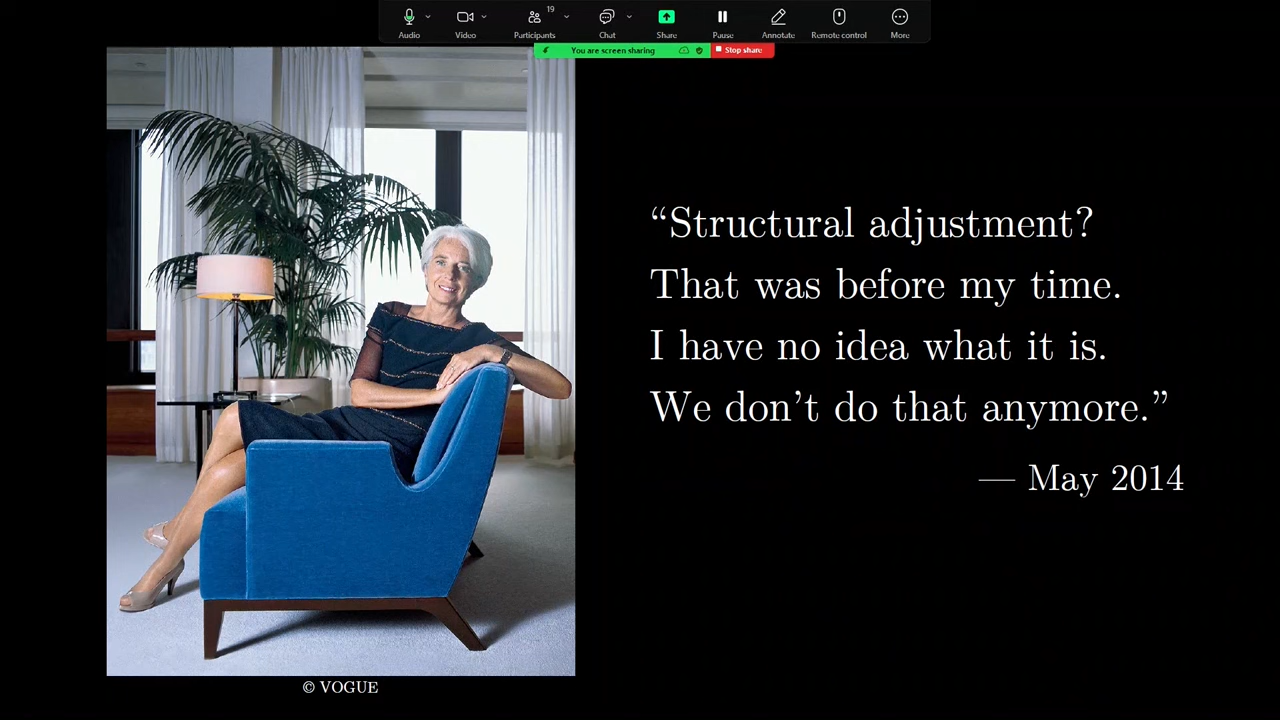 19
Audio
Video
Participants
Chat
Share
Pause
Annotate
Remote control
More
You are screen sharing
Stop share
“Structural adjustment?
That was before my time.
I have no idea what it is.
We don’t do that anymore.”
— May 2014
© VOGUE